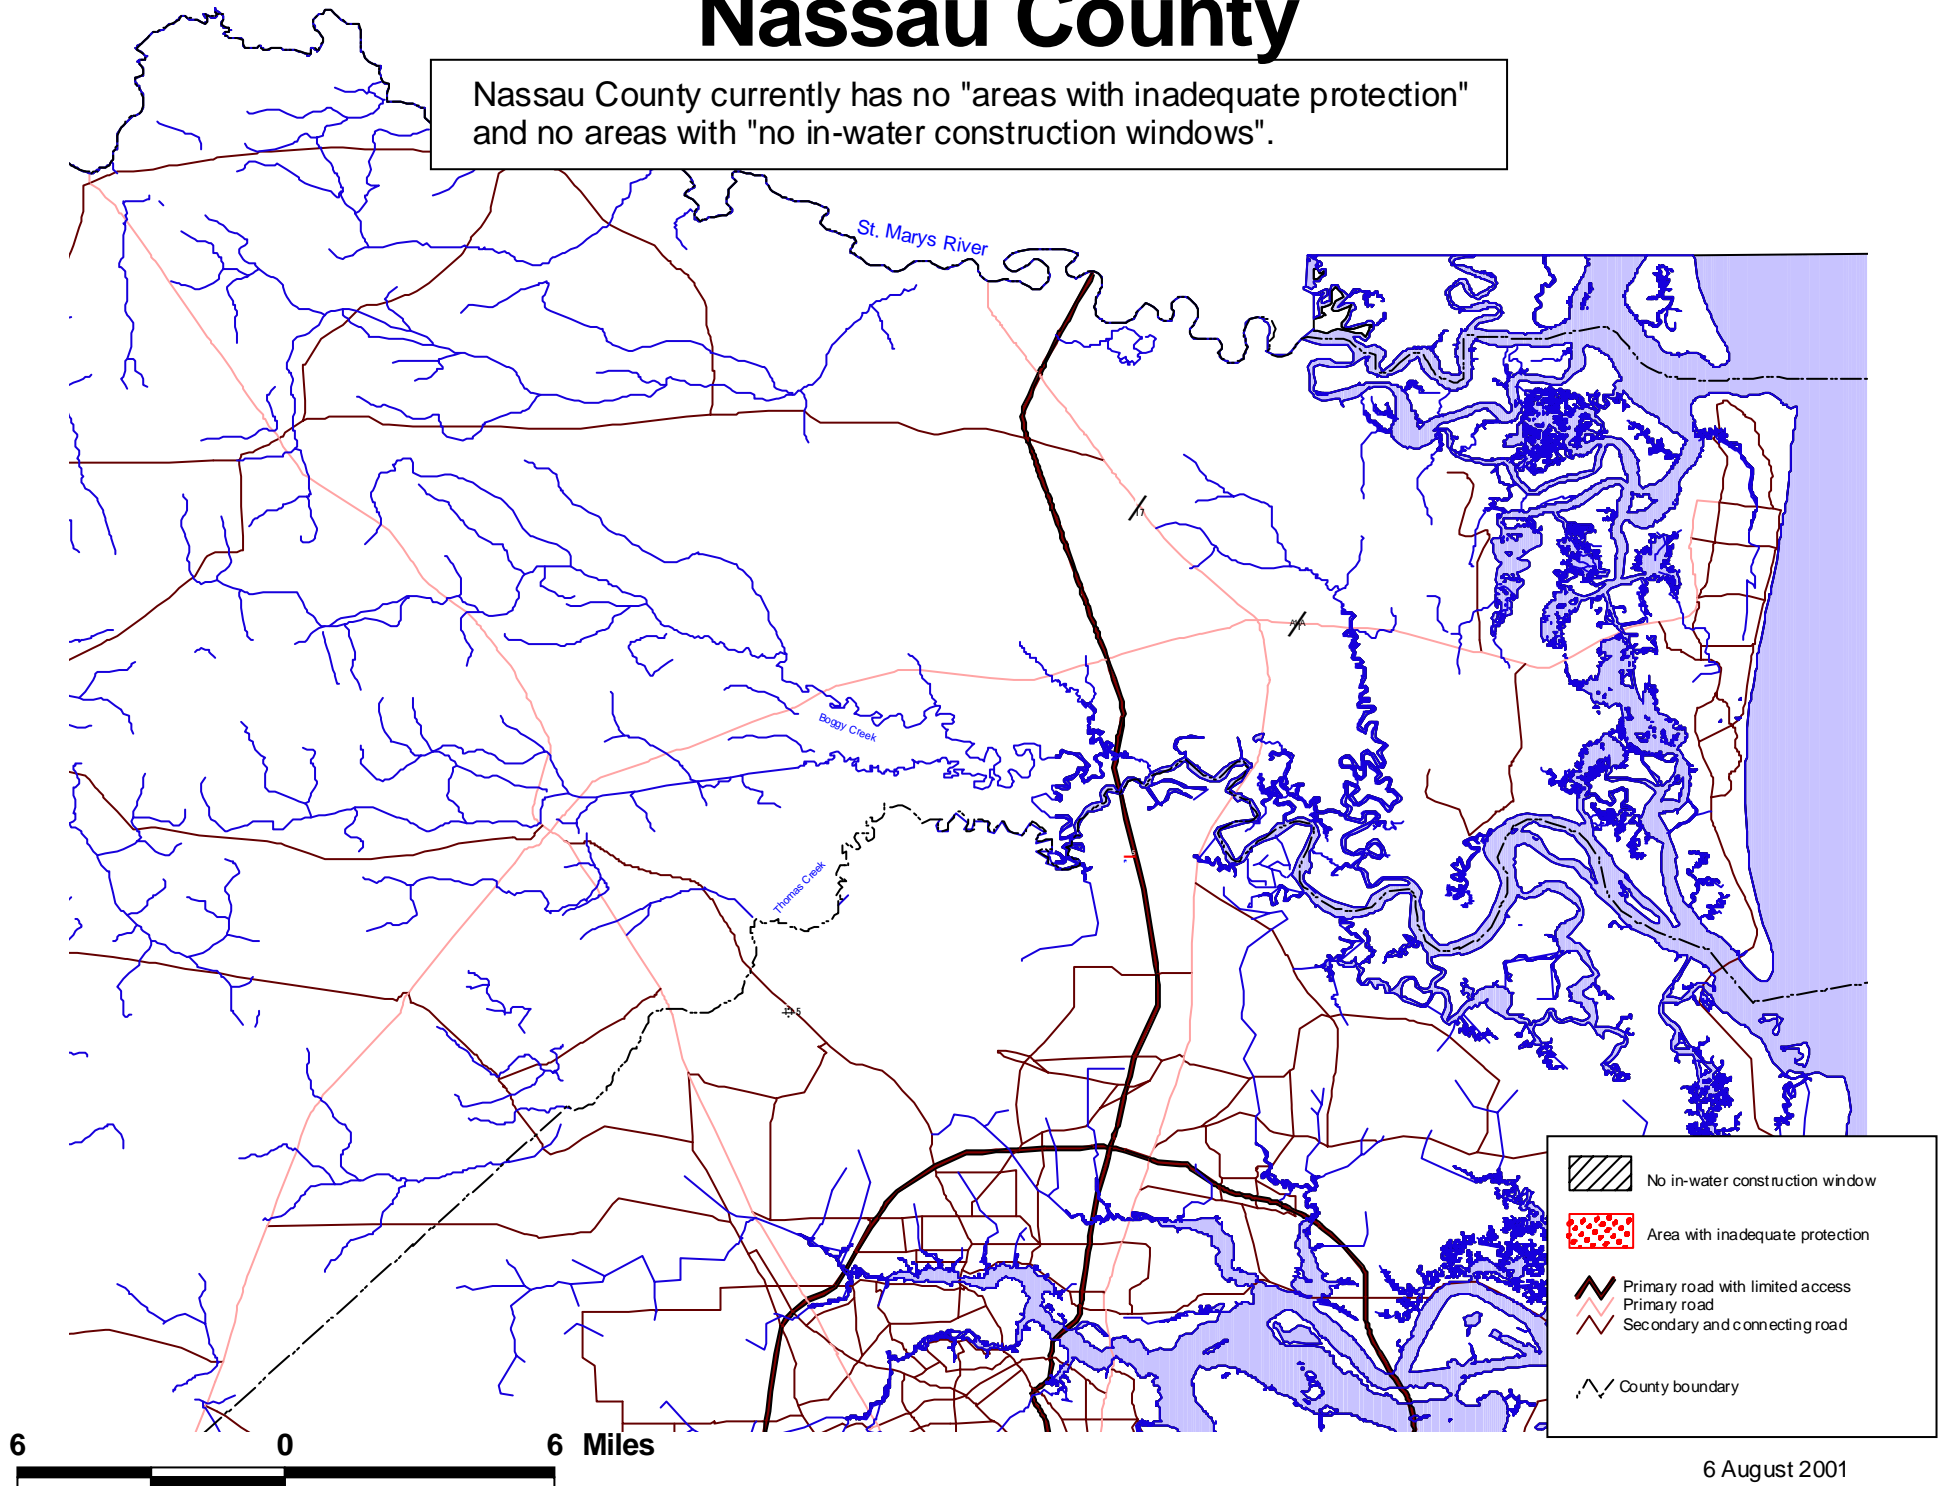 Nassau County
Nassau County currently has no "areas with inadequate protection"
and no areas with "no in-water construction windows".
St. Marys River
17
A1A
Boggy Creek
Thomas Creek
No in-water construction window
Area with inadequate protection
Primary road with limited access
Primary road
Secondary and connecting road
County boundary
6 0 6 Miles
6 August 2001